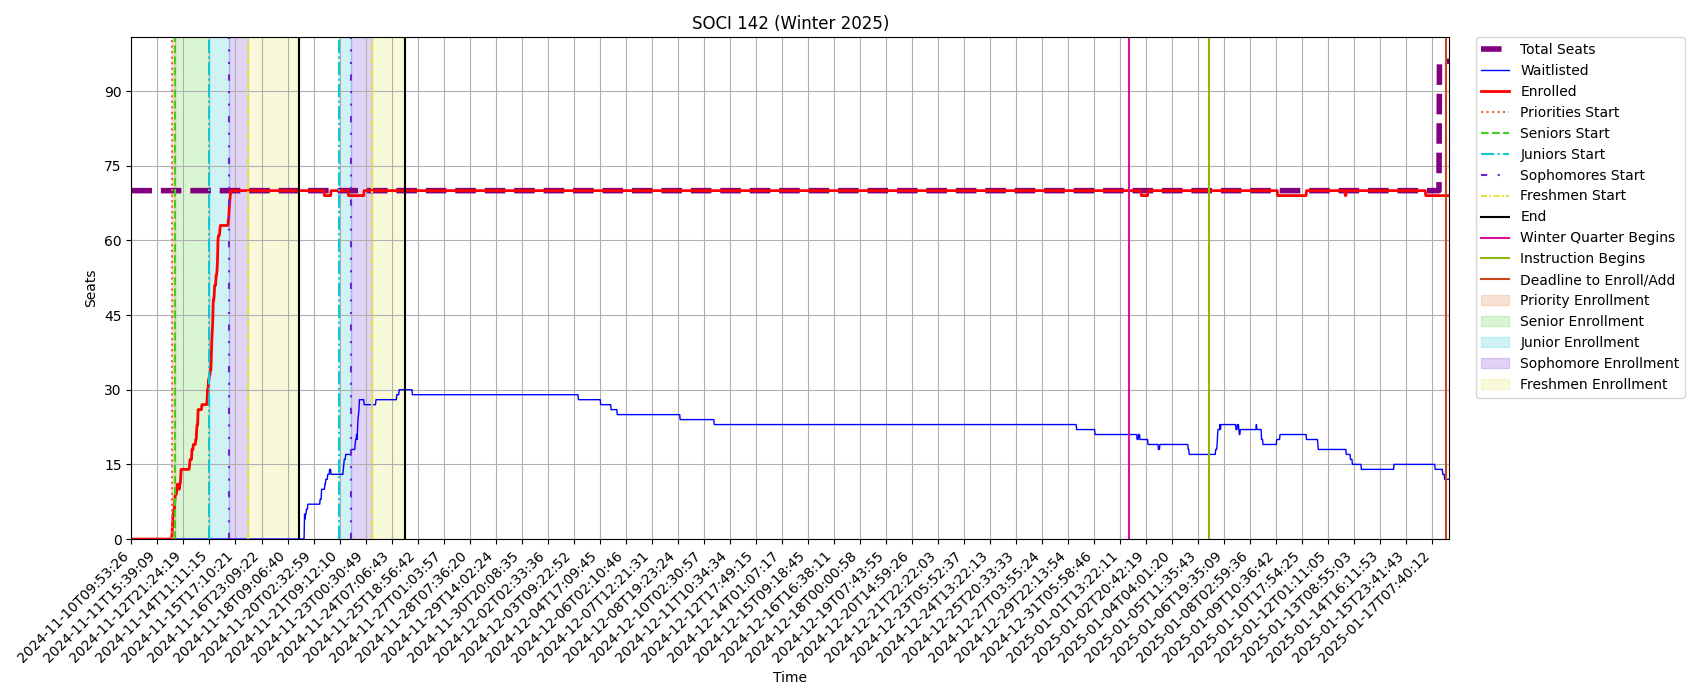 SOCI 142 (Winter 2025)
Seats
90
75
60
45
30
15
0
2024-11-10T09:53:26
2024-11-11T15:39:09
2024-11-12T21:24:19
2024-11-14T11:11:15
2024-11-15T17:10:21
2024-11-16T23:09:22
2024-11-18T09:06:40
2024-11-20T02:32:59
2024-11-21T09:12:10
2024-11-23T00:30:49
2024-11-24T07:06:43
2024-11-25T18:56:42
2024-11-27T01:03:57
2024-11-28T07:36:20
2024-11-29T14:02:24
2024-11-30T20:08:35
2024-12-02T02:33:36
2024-12-03T09:22:52
2024-12-04T17:09:45
2024-12-06T02:10:46
2024-12-07T12:21:31
2024-12-08T19:23:24
2024-12-10T02:30:57
2024-12-11T10:34:34
2024-12-12T17:49:15
2024-12-14T01:07:17
2024-12-15T09:18:45
2024-12-16T16:38:11
2024-12-18T00:00:58
2024-12-19T07:43:55
2024-12-20T14:59:26
2024-12-21T22:22:03
2024-12-23T05:52:37
2024-12-24T13:22:13
2024-12-25T20:33:33
2024-12-27T03:55:24
2024-12-29T22:13:54
2024-12-31T05:58:46
2025-01-01T13:22:11
2025-01-02T20:42:19
2025-01-04T04:01:20
2025-01-05T11:35:43
2025-01-06T19:35:09
2025-01-08T02:59:36
2025-01-09T10:36:42
2025-01-10T17:54:25
2025-01-12T01:11:05
2025-01-13T08:55:03
2025-01-14T16:11:53
2025-01-15T23:41:43
2025-01-17T07:40:12
Time
Total Seats
Waitlisted
Enrolled
Priorities Start
Seniors Start
Juniors Start
Sophomores Start
Freshmen Start
End
Winter Quarter Begins
Instruction Begins
Deadline to Enroll/Add
Priority Enrollment
Senior Enrollment
Junior Enrollment
Sophomore Enrollment
Freshmen Enrollment